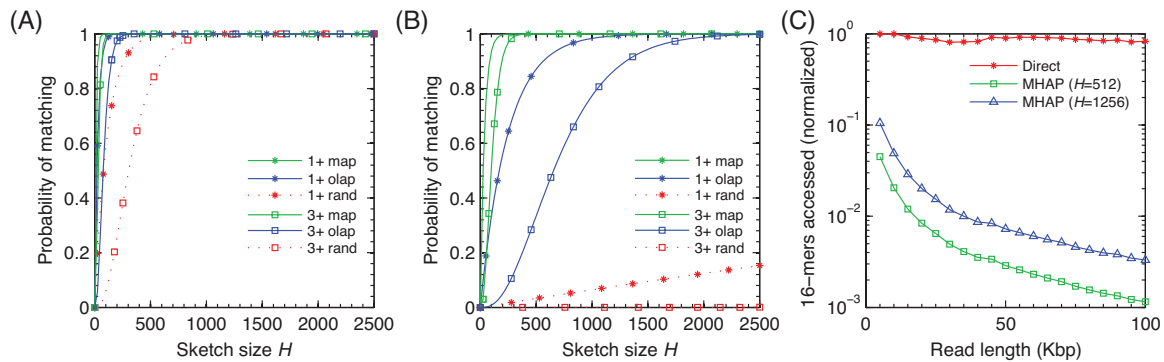 (A)
Probability of matching
1
0.8
0.6
0.4
0.2
0
1+ map
1+ olap
1+ rand
3+ map
3+ olap
3+ rand
0 500 1000 1500 2000 2500
Sketch size H
(B)
Probability of matching
1
0.8
0.6
0.4
0.2
0
1+ map
1+ olap
1+ rand
3+ map
3+ olap
3+ rand
0 500 1000 1500 2000 2500
Sketch size H
(C)
16−mers accessed (normalized)
10⁰
10⁻¹
10⁻²
10⁻³
Direct
MHAP (H=512)
MHAP (H=1256)
0 50 100
Read length (Kbp)